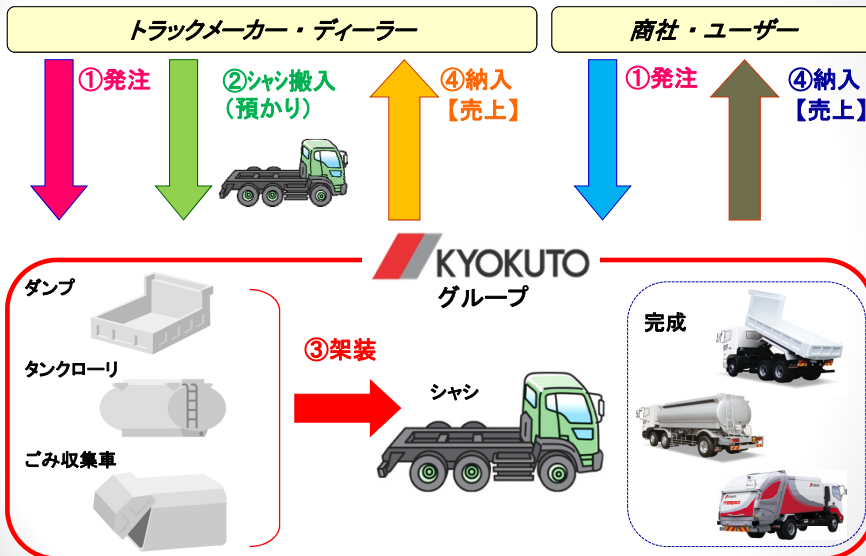 トラックメーカー・ディーラー
商社・ユーザー
①発注
②シャシ搬入
(預かり)
④納入
【売上】
①発注
④納入
【売上】
KYOKUTO
グループ
ダンプ
タンクローリ
ごみ収集車
③架装
シャシ
完成